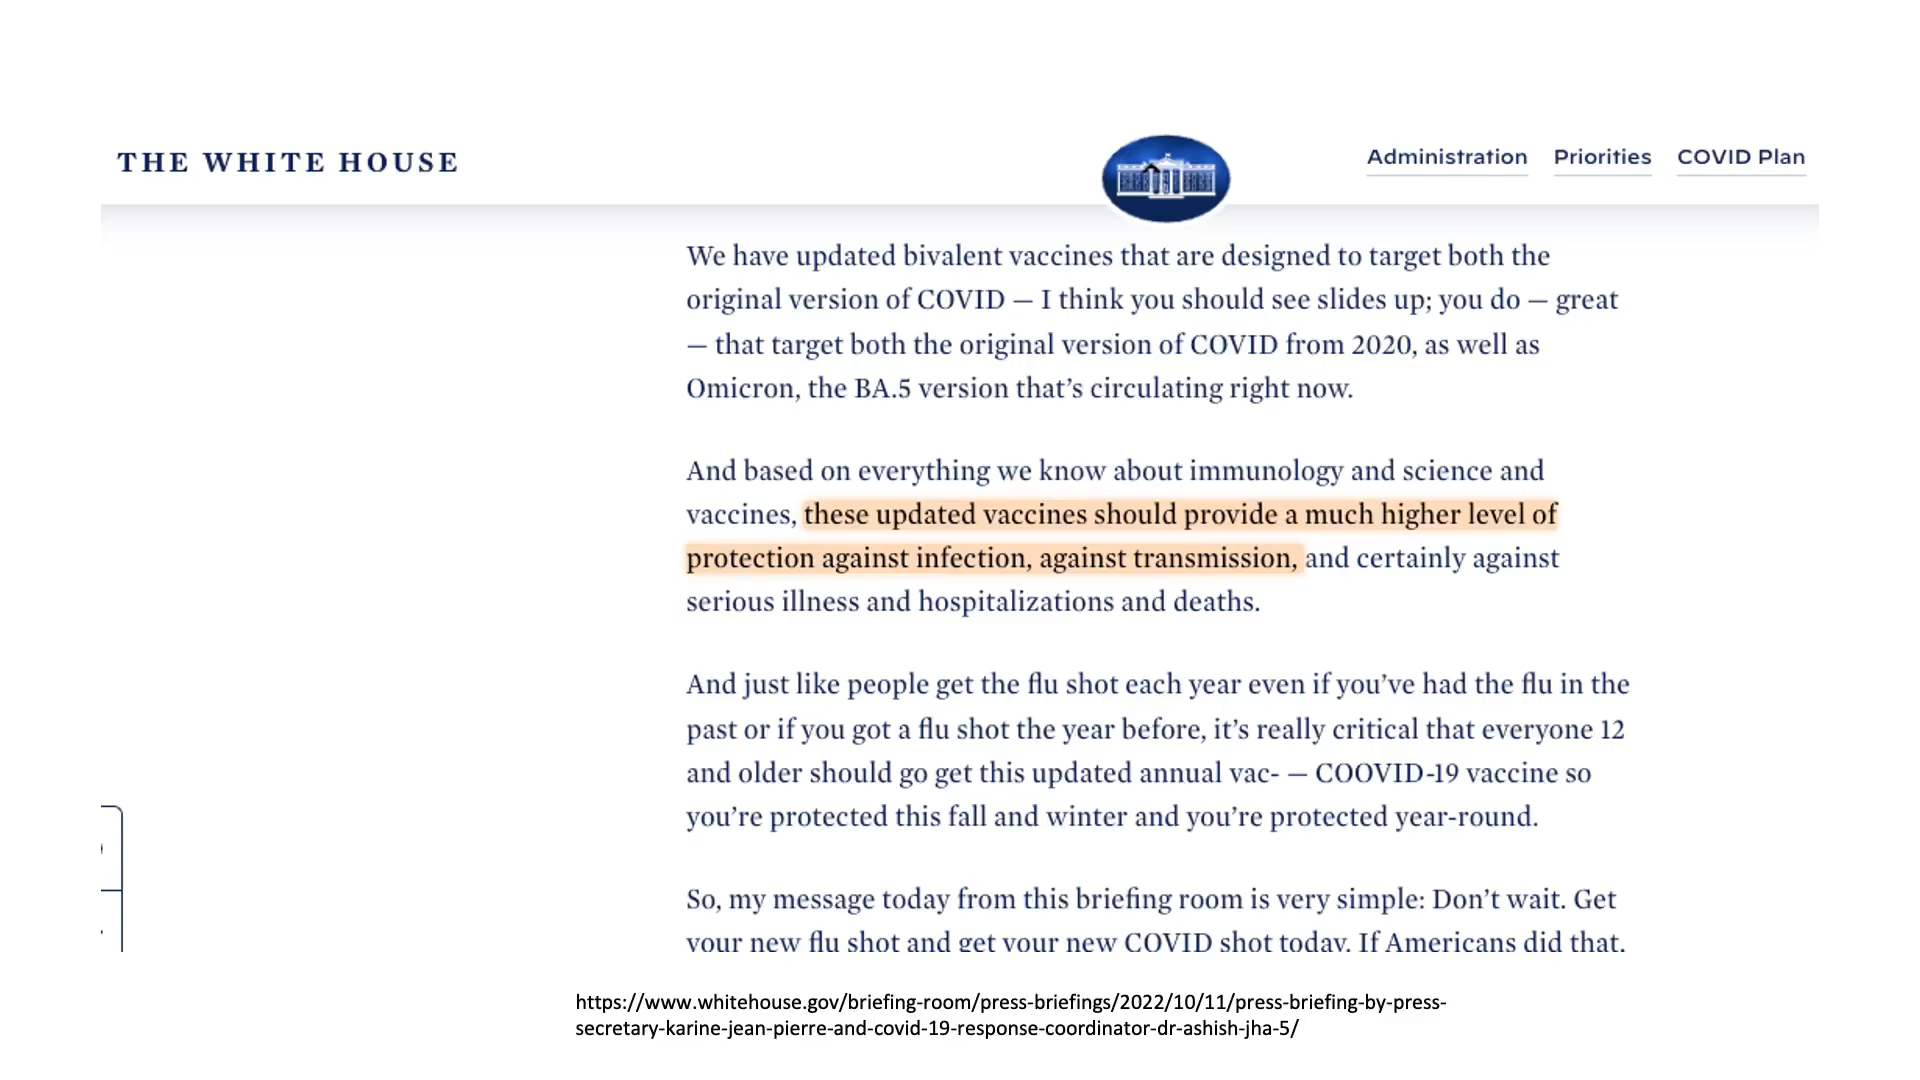 THE WHITE HOUSE
Administration Priorities COVID Plan
We have updated bivalent vaccines that are designed to target both the
original version of COVID — I think you should see slides up; you do — great
— that target both the original version of COVID from 2020, as well as
Omicron, the BA.5 version that’s circulating right now.
And based on everything we know about immunology and science and
vaccines, these updated vaccines should provide a much higher level of
protection against infection, against transmission, and certainly against
serious illness and hospitalizations and deaths.
And just like people get the flu shot each year even if you’ve had the flu in the
past or if you got a flu shot the year before, it’s really critical that everyone 12
and older should go get this updated annual vac- — COOVID-19 vaccine so
you’re protected this fall and winter and you’re protected year-round.
So, my message today from this briefing room is very simple: Don’t wait. Get
your new flu shot and get your new COVID shot today. If Americans did that,
https://www.whitehouse.gov/briefing-room/press-briefings/2022/10/11/press-briefing-by-press-
secretary-karine-jean-pierre-and-covid-19-response-coordinator-dr-ashish-jha-5/